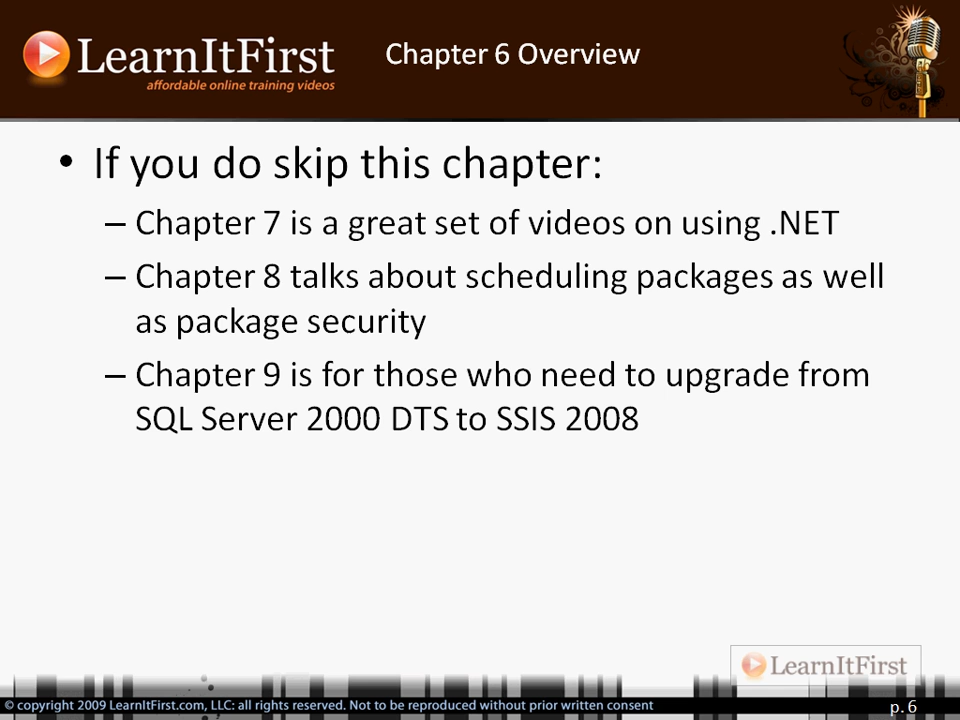 LearnItFirst
affordable online training videos
Chapter 6 Overview
• If you do skip this chapter:
– Chapter 7 is a great set of videos on using .NET
– Chapter 8 talks about scheduling packages as well
as package security
– Chapter 9 is for those who need to upgrade from
SQL Server 2000 DTS to SSIS 2008
LearnItFirst
© copyright 2009 LearnItFirst.com, LLC: all rights reserved. Not to be reproduced without prior written consent
p. 6